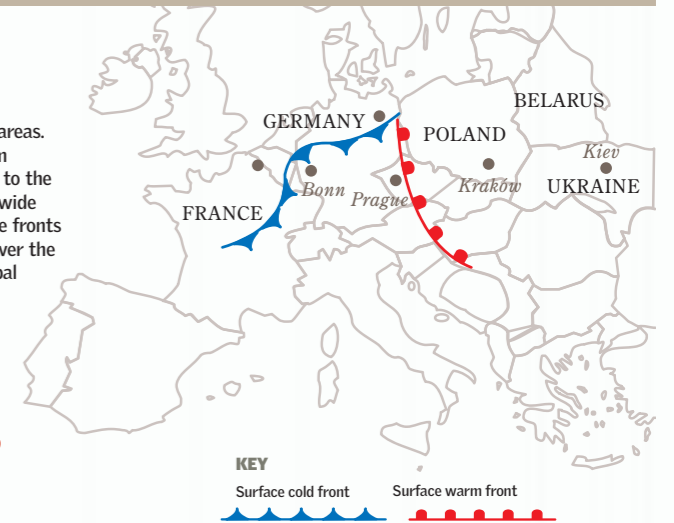 areas.
to the
wide
e fronts
ver the
BELARUS
GERMANY
POLAND
Kiev
Bonn
Prague
Kraków
UKRAINE
FRANCE
KEY
Surface cold front
Surface warm front